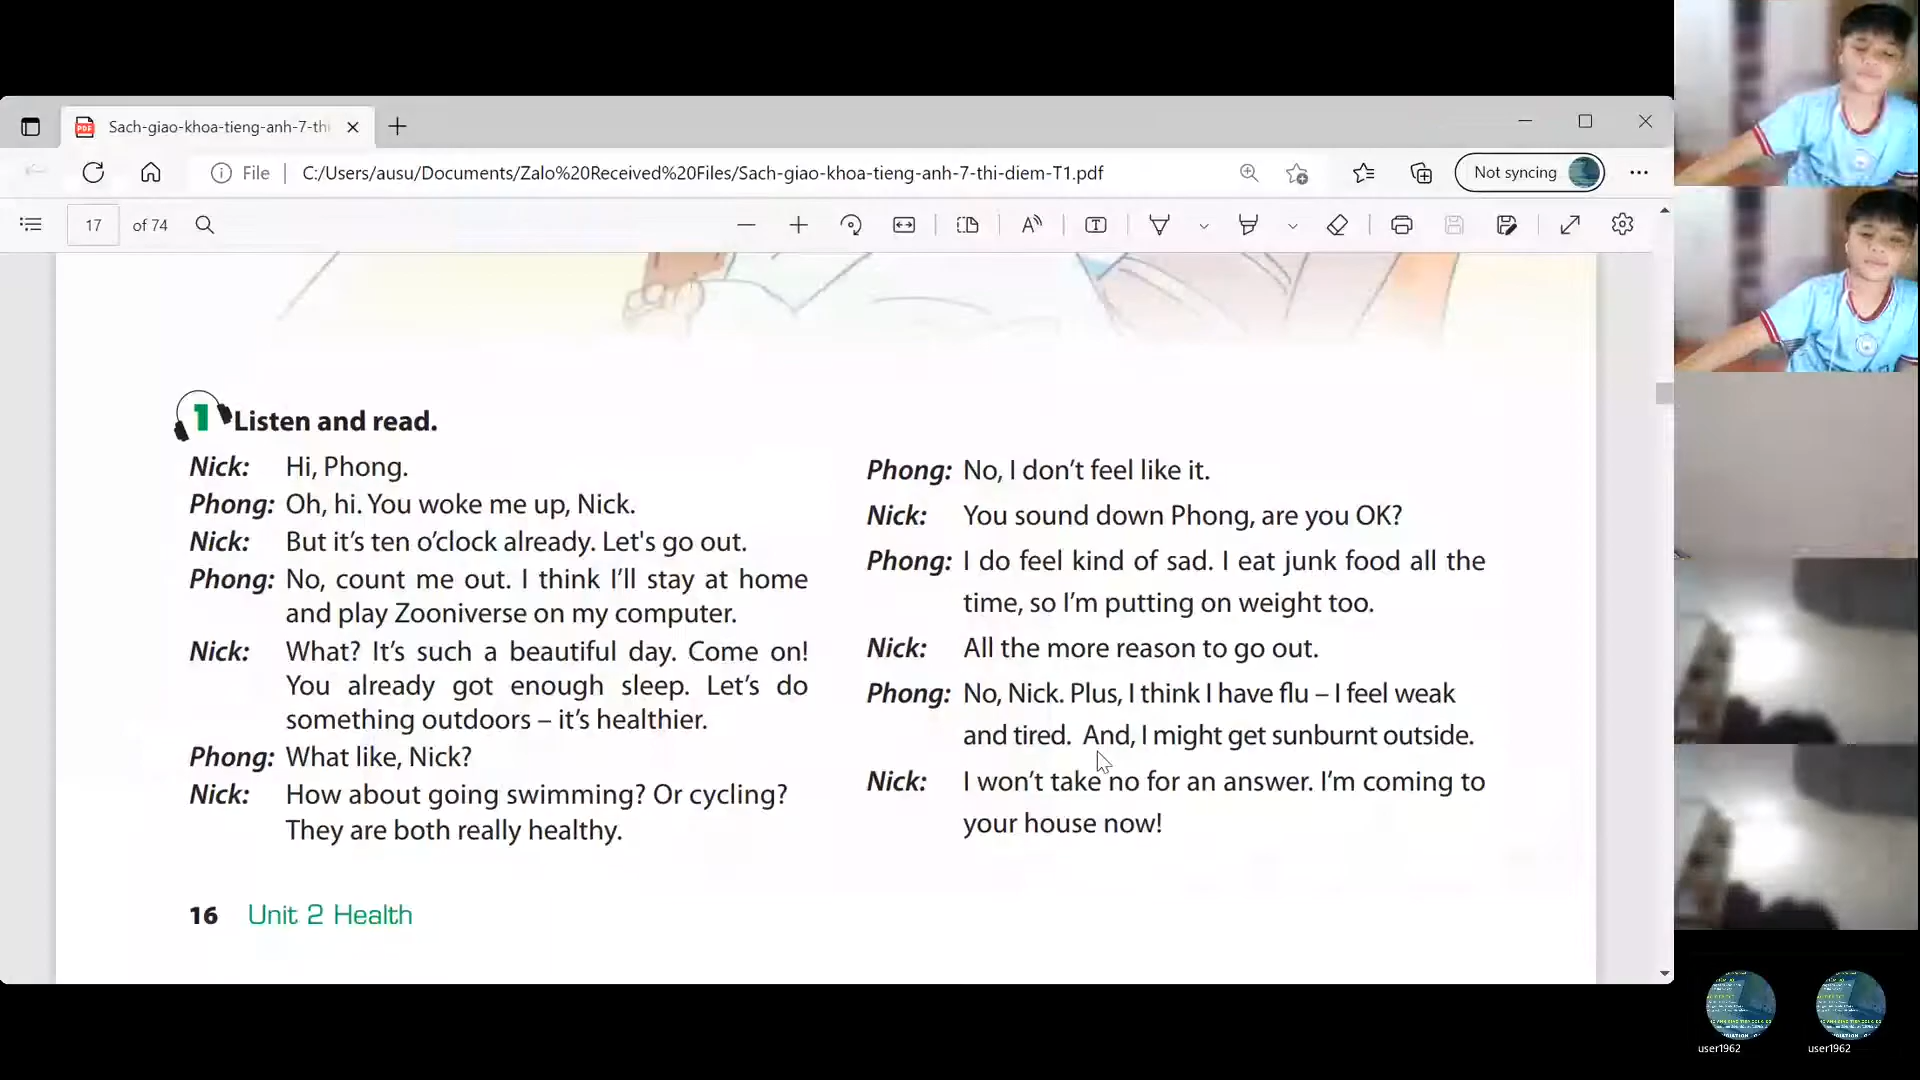 Sach-giao-khoa-tieng-anh-7-thi
File
C:/Users/ausu/Documents/Zalo%20Received%20Files/Sach-giao-khoa-tieng-anh-7-thi-diem-T1.pdf
Not syncing
17 of 74
1 Listen and read.
Nick: Hi, Phong.
Phong: Oh, hi. You woke me up, Nick.
Nick: But it’s ten o’clock already. Let's go out.
Phong: No, count me out. I think I’ll stay at home
and play Zooniverse on my computer.
Nick: What? It’s such a beautiful day. Come on!
You already got enough sleep. Let’s do
something outdoors – it’s healthier.
Phong: What like, Nick?
Nick: How about going swimming? Or cycling?
They are both really healthy.
Phong: No, I don’t feel like it.
Nick: You sound down Phong, are you OK?
Phong: I do feel kind of sad. I eat junk food all the
time, so I’m putting on weight too.
Nick: All the more reason to go out.
Phong: No, Nick. Plus, I think I have flu – I feel weak
and tired. And, I might get sunburnt outside.
Nick: I won’t take no for an answer. I’m coming to
your house now!
16 Unit 2 Health
user1962
user1962